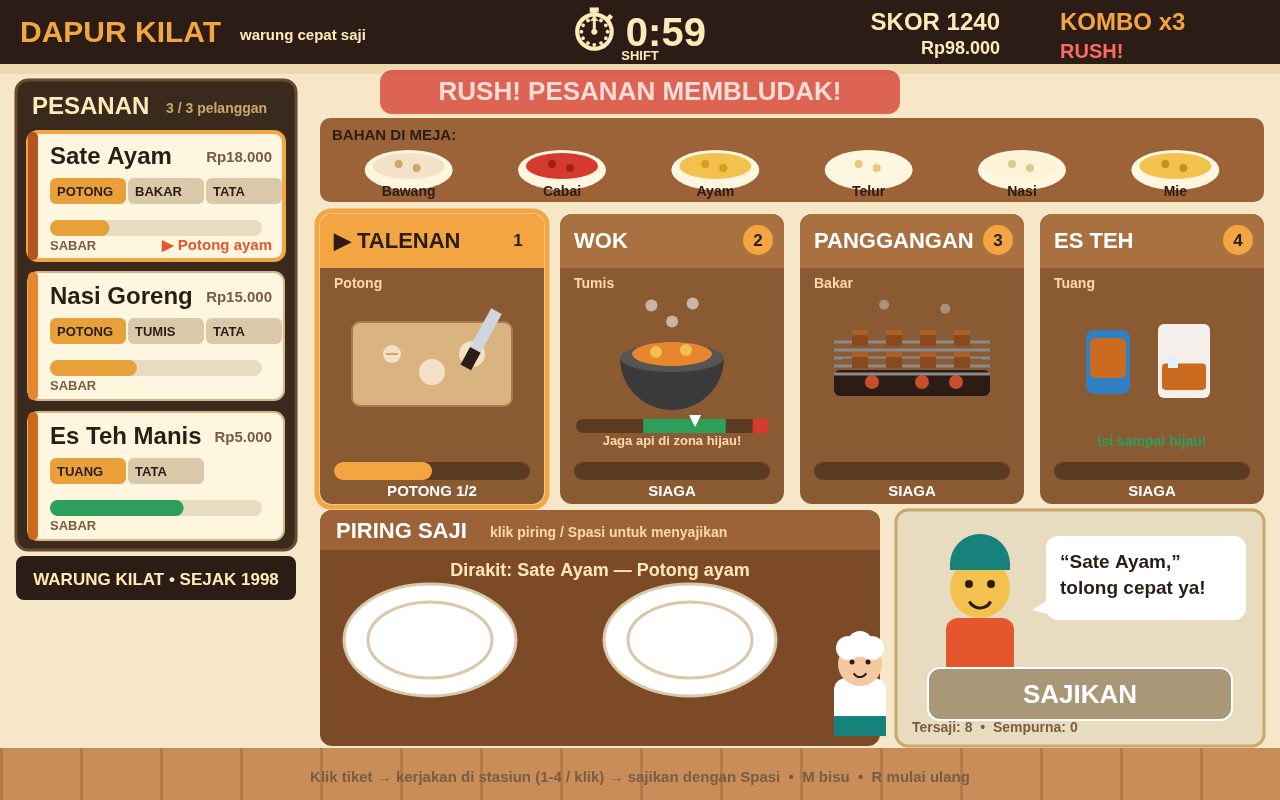 DAPUR KILAT warung cepat saji
0:59
SHIFT
SKOR 1240
Rp98.000
KOMBO x3
RUSH!
RUSH! PESANAN MEMBLUDAK!
PESANAN 3 / 3 pelanggan
Sate Ayam Rp18.000
POTONG BAKAR TATA
SABAR ▶ Potong ayam
Nasi Goreng Rp15.000
POTONG TUMIS TATA
SABAR
Es Teh Manis Rp5.000
TUANG TATA
SABAR
WARUNG KILAT • SEJAK 1998
BAHAN DI MEJA:
Bawang Cabai Ayam Telur Nasi Mie
▶ TALENAN 1
Potong
POTONG 1/2
WOK 2
Tumis
Jaga api di zona hijau!
SIAGA
PANGGANGAN 3
Bakar
SIAGA
ES TEH 4
Tuang
Isi sampai hijau!
SIAGA
PIRING SAJI klik piring / Spasi untuk menyajikan
Dirakit: Sate Ayam — Potong ayam
“Sate Ayam,”
tolong cepat ya!
SAJIKAN
Tersaji: 8 • Sempurna: 0
Klik tiket → kerjakan di stasiun (1-4 / klik) → sajikan dengan Spasi • M bisu • R mulai ulang